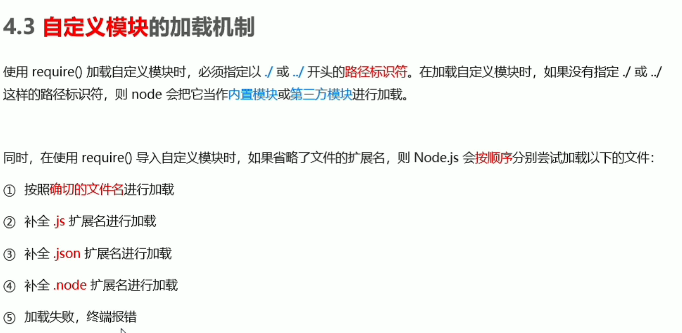 4.3 自定义模块的加载机制
使用 require() 加载自定义模块时，必须指定以 ./ 或 ../ 开头的路径标识符。在加载自定义模块时，如果没有指定 ./ 或 ../
这样的路径标识符，则 node 会把它当作内置模块或第三方模块进行加载。
同时，在使用 require() 导入自定义模块时，如果省略了文件的扩展名，则 Node.js 会按顺序分别尝试加载以下的文件：
① 按照确切的文件名进行加载
② 补全 .js 扩展名进行加载
③ 补全 .json 扩展名进行加载
④ 补全 .node 扩展名进行加载
⑤ 加载失败，终端报错